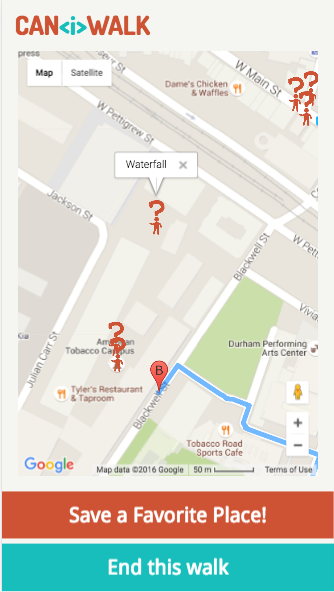 CAN<i>WALK
press
Map
Satellite
W Main St
Dame's Chicken
& Waffles
W Pettigrew St
Waterfall ×
Jackson St
W Pettigrew St
Blackwell St
Vivia
Kia
American
Tobacco Campus
Durham Performing
Arts Center
Julian Carr St
B
Tyler's Restaurant
& Taproom
Blackwell St
Tobacco Road
Sports Cafe
+
−
Google
Map data ©2016 Google
50 m
Terms of Use
Save a Favorite Place!
End this walk